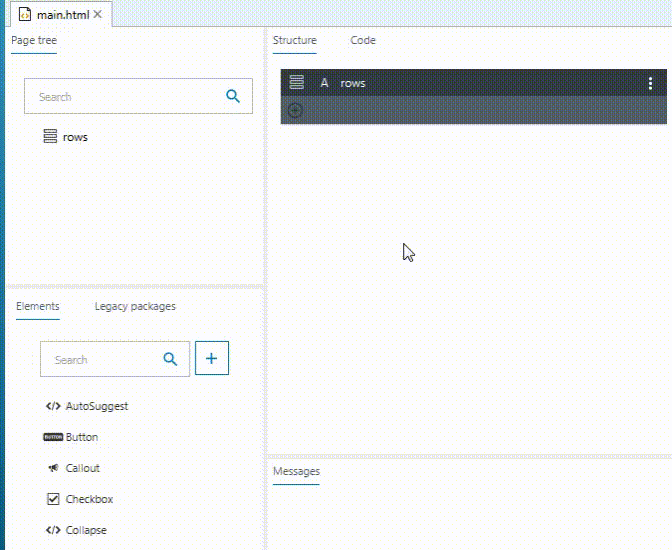 main.html
Page tree
Search
rows
Structure
Code
A rows
Elements
Legacy packages
Search
AutoSuggest
BUTTON Button
Callout
Checkbox
Collapse
Messages